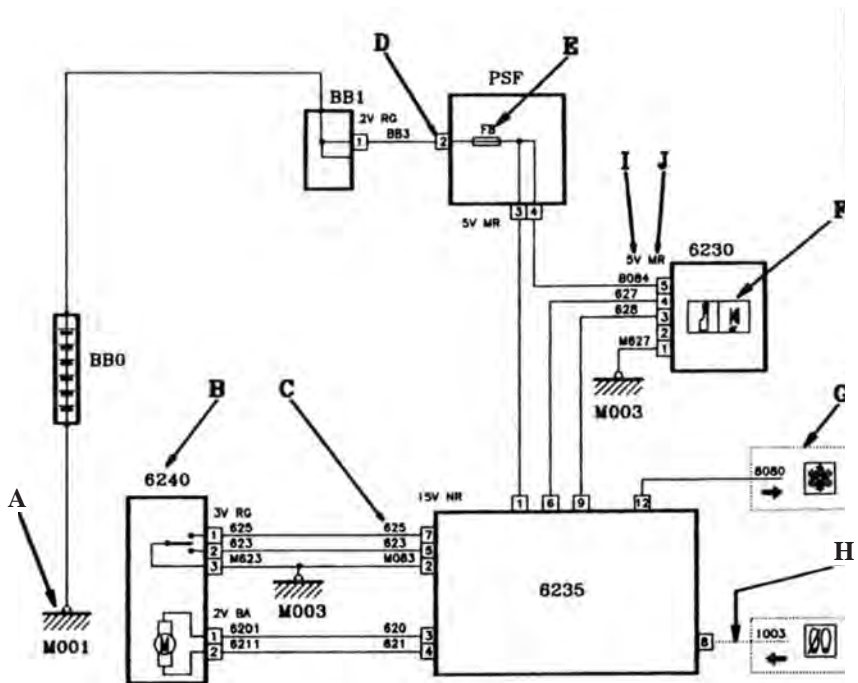 D
E
PSF
BB1
2V RG
1
BB3
2
F8
3 4
5V MR
I
J
F
6230
5V MR
B084
5
627
4
628
3
2
M627
1
M003
BB0
B
C
G
6240
8080
A
15V NR
1
6
9
12
3V RG
1
625
625
7
2
623
623
5
3
M623
M083
2
M003
6235
H
M001
2V BA
M
1
6201
620
3
2
6211
621
4
8
1003